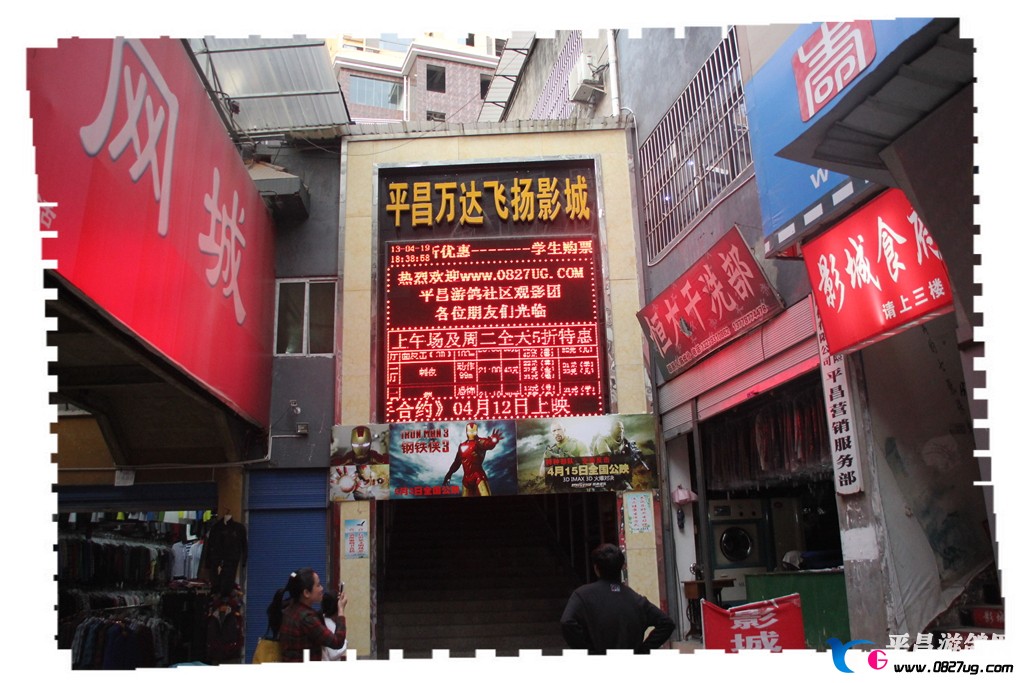 网城
平昌万达飞扬影城
13-04-19
18:38:58
优惠-------学生购票
热烈欢迎www.0827UG.COM
平昌游鸽社区观影团
各位朋友们光临
上午场及周二全天5折特惠
合约》04月12日上映
IRON MAN 3
钢铁侠3
4月15日全国公映
3D IMAX 3D
恒大干洗部
影城食府
请上三楼
平昌营销服务部
影城
平昌游鸽网
www.0827ug.com